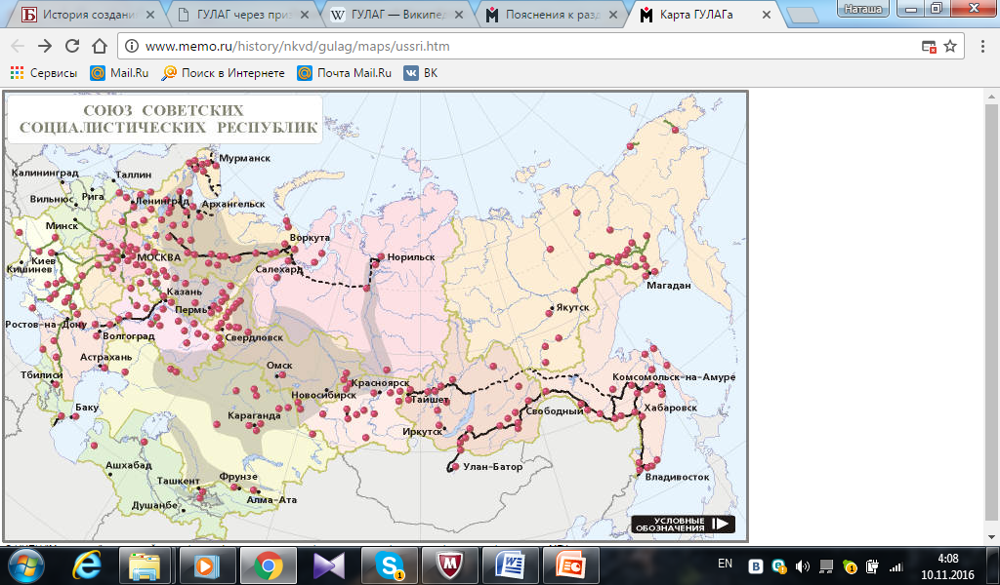 История создани
ГУЛАГ через при
ГУЛАГ — Вікіпед
Пояснения к разд
Карта ГУЛАГа
Наташа
www.memo.ru/history/nkvd/gulag/maps/ussri.htm
Сервисы
Mail.Ru
Поиск в Интернете
Почта Mail.Ru
ВК
СОЮЗ СОВЕТСКИХ
СОЦИАЛИСТИЧЕСКИХ РЕСПУБЛИК
Мурманск
Калининград
Таллин
Вильнюс
Рига
Ленинград
Архангельск
Минск
Воркута
Киев
МОСКВА
Норильск
Кишинев
Салехард
Магадан
Казань
Пермь
Якутск
Ростов-на-Дону
Волгоград
Свердловск
Астрахань
Омск
Тбилиси
Красноярск
Комсомольск-на-Амуре
Новосибирск
Тайшет
Баку
Караганда
Свободный
Хабаровск
Иркутск
Ашхабад
Улан-Батор
Ташкент
Фрунзе
Владивосток
Алма-Ата
Душанбе
УСЛОВНЫЕ
ОБОЗНАЧЕНИЯ
EN
4:08
10.11.2016